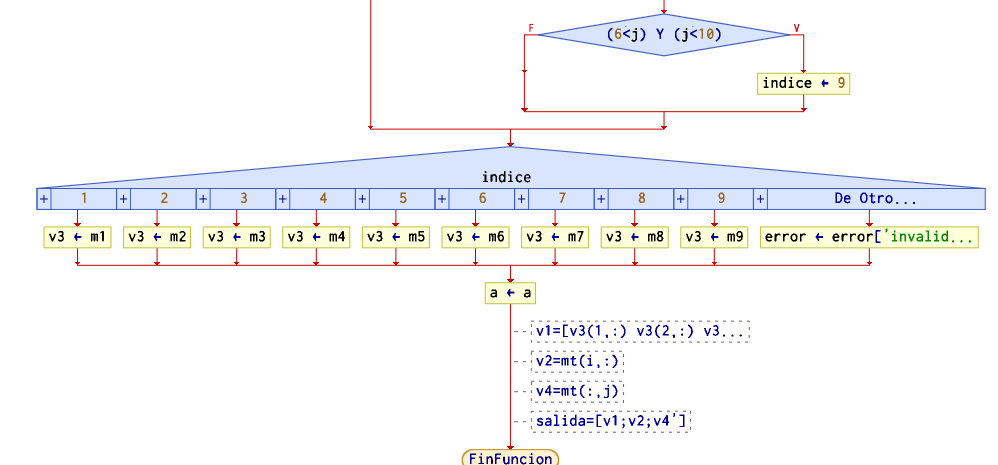 F
(6<j) Y (j<10)
V
indice ← 9
indice
+ 1 + 2 + 3 + 4 + 5 + 6 + 7 + 8 + 9 + De Otro...
v3 ← m1 v3 ← m2 v3 ← m3 v3 ← m4 v3 ← m5 v3 ← m6 v3 ← m7 v3 ← m8 v3 ← m9 error ← error['invalid...
a ← a
v1=[v3(1,:) v3(2,:) v3...
v2=mt(i,:)
v4=mt(:,j)
salida=[v1;v2;v4']
FinFuncion